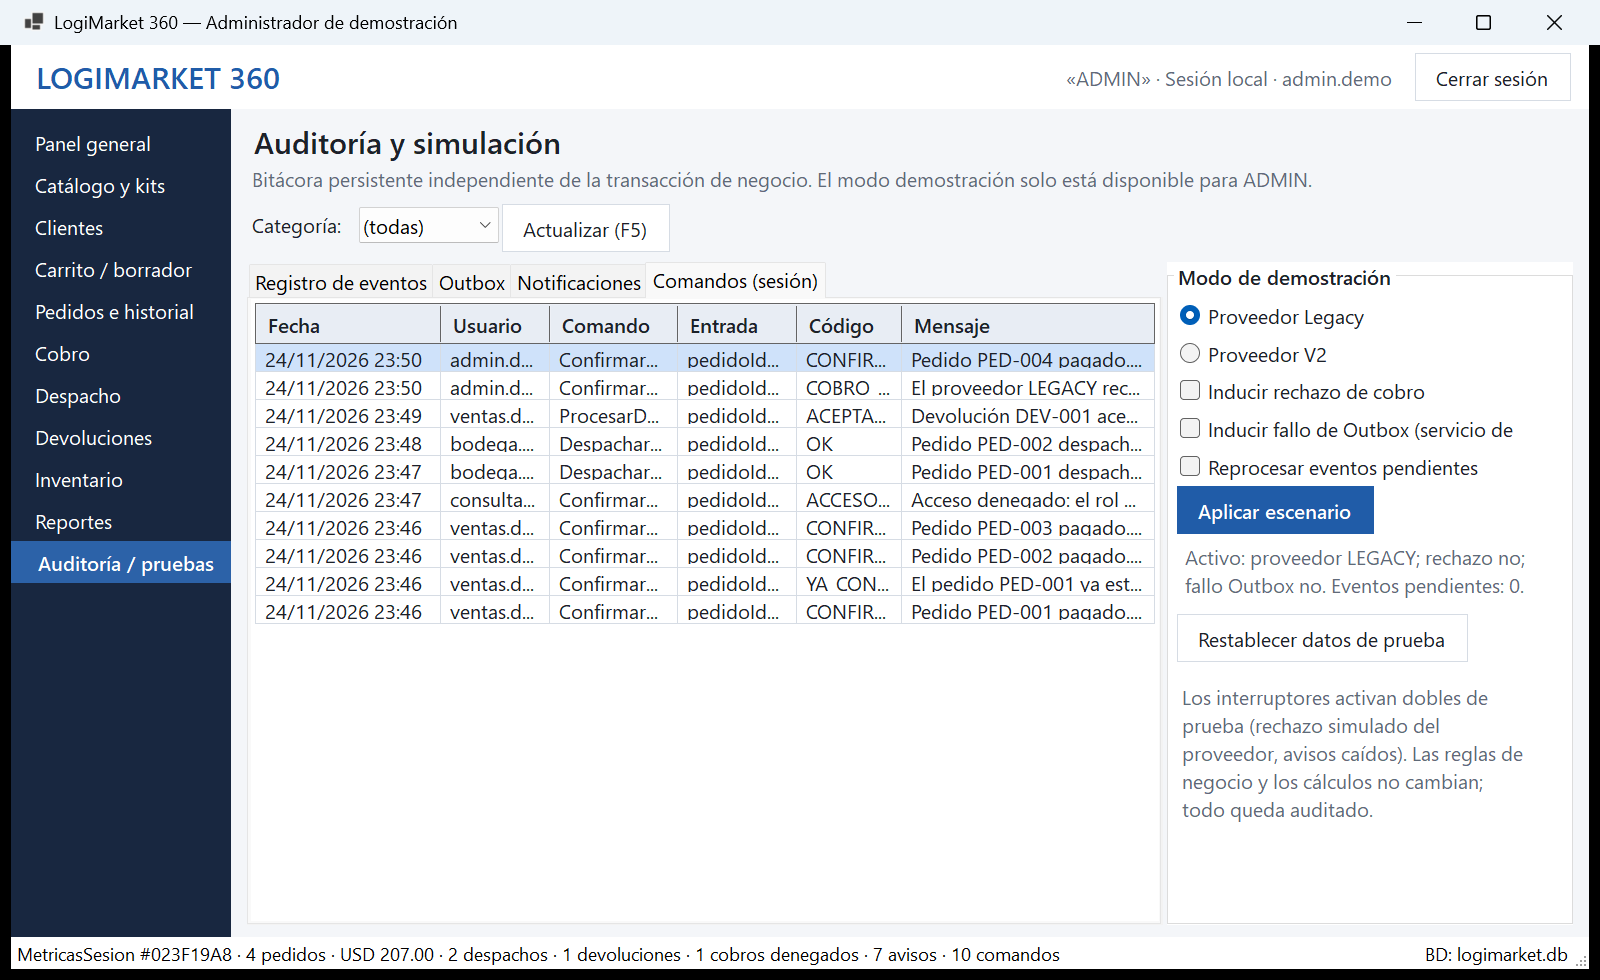 LogiMarket 360 — Administrador de demostración
LOGIMARKET 360
«ADMIN» · Sesión local · admin.demo
Cerrar sesión
Panel general
Catálogo y kits
Clientes
Carrito / borrador
Pedidos e historial
Cobro
Despacho
Devoluciones
Inventario
Reportes
Auditoría / pruebas
Auditoría y simulación
Bitácora persistente independiente de la transacción de negocio. El modo demostración solo está disponible para ADMIN.
Categoría: (todas) Actualizar (F5)
Registro de eventos Outbox Notificaciones Comandos (sesión)
Fecha Usuario Comando Entrada Código Mensaje
24/11/2026 23:50 admin.d... Confirmar... pedidoId... CONFIR... Pedido PED-004 pagado....
24/11/2026 23:50 admin.d... Confirmar... pedidoId... COBRO_... El proveedor LEGACY rec...
24/11/2026 23:49 ventas.d... ProcesarD... pedidoId... ACEPTA... Devolución DEV-001 ace...
24/11/2026 23:48 bodega.... Despachar... pedidoId... OK Pedido PED-002 despach...
24/11/2026 23:47 bodega.... Despachar... pedidoId... OK Pedido PED-001 despach...
24/11/2026 23:47 consulta... Confirmar... pedidoId... ACCESO... Acceso denegado: el rol ...
24/11/2026 23:46 ventas.d... Confirmar... pedidoId... CONFIR... Pedido PED-003 pagado....
24/11/2026 23:46 ventas.d... Confirmar... pedidoId... CONFIR... Pedido PED-002 pagado....
24/11/2026 23:46 ventas.d... Confirmar... pedidoId... YA_CON... El pedido PED-001 ya est...
24/11/2026 23:46 ventas.d... Confirmar... pedidoId... CONFIR... Pedido PED-001 pagado....
Modo de demostración
Proveedor Legacy
Proveedor V2
Inducir rechazo de cobro
Inducir fallo de Outbox (servicio de
Reprocesar eventos pendientes
Aplicar escenario
Activo: proveedor LEGACY; rechazo no;
fallo Outbox no. Eventos pendientes: 0.
Restablecer datos de prueba
Los interruptores activan dobles de
prueba (rechazo simulado del
proveedor, avisos caídos). Las reglas de
negocio y los cálculos no cambian;
todo queda auditado.
MetricasSesion #023F19A8 · 4 pedidos · USD 207.00 · 2 despachos · 1 devoluciones · 1 cobros denegados · 7 avisos · 10 comandos
BD: logimarket.db